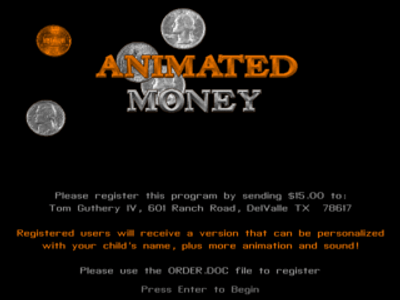 ANIMATED
MONEY
Please register this program by sending $15.00 to:
Tom Guthery IV, 601 Ranch Road, DelValle TX  78617
Registered users will receive a version that can be personalized
with your child's name, plus more animation and sound!
Please use the ORDER.DOC file to register
Press Enter to Begin